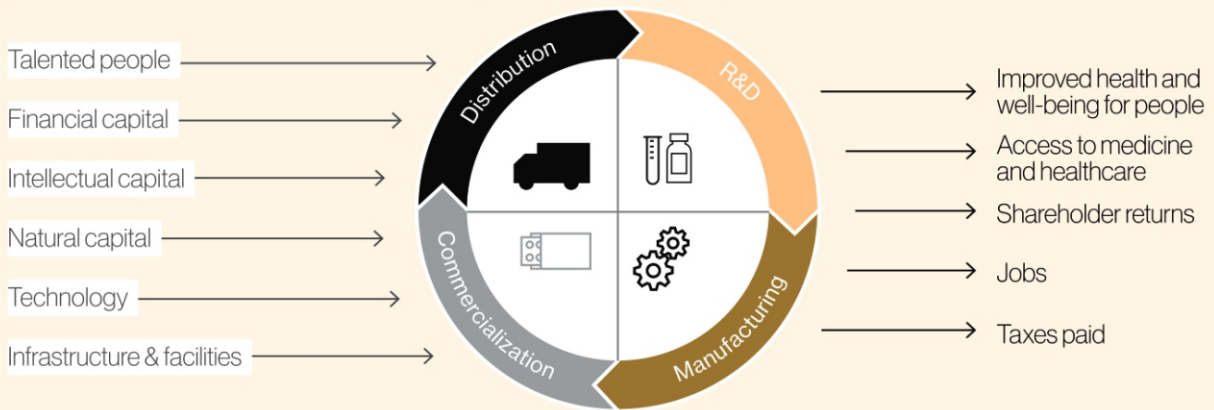 Talented people
Financial capital
Intellectual capital
Natural capital
Technology
Infrastructure & facilities
Distribution
R&D
Commercialization
Manufacturing
Improved health and
well-being for people
Access to medicine
and healthcare
Shareholder returns
Jobs
Taxes paid